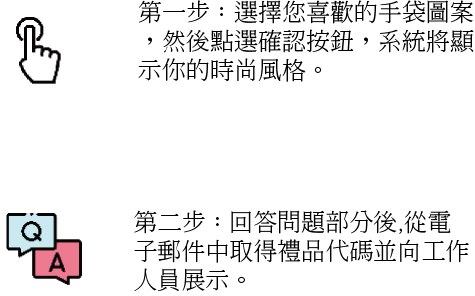 第一步：選擇您喜歡的手袋圖案
，然後點選確認按鈕，系統將顯
示你的時尚風格。
Q
A
第二步：回答問題部分後,從電
子郵件中取得禮品代碼並向工作
人員展示。